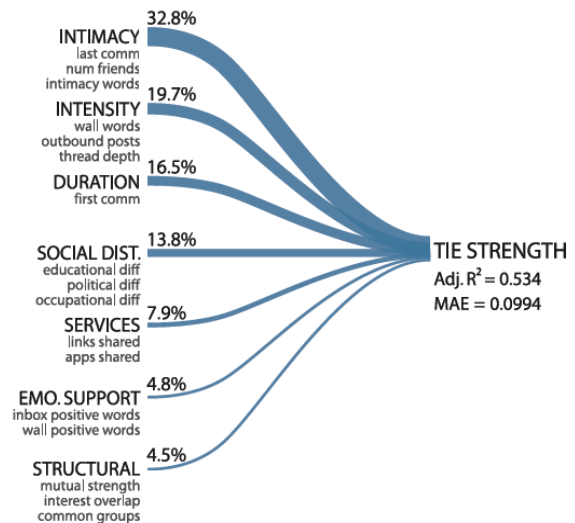 32.8%
INTIMACY
last comm
num friends
intimacy words
19.7%
INTENSITY
wall words
outbound posts
thread depth
16.5%
DURATION
first comm
13.8%
SOCIAL DIST.
educational diff
political diff
occupational diff
7.9%
SERVICES
links shared
apps shared
4.8%
EMO. SUPPORT
inbox positive words
wall positive words
4.5%
STRUCTURAL
mutual strength
interest overlap
common groups
TIE STRENGTH
Adj. R² = 0.534
MAE = 0.0994